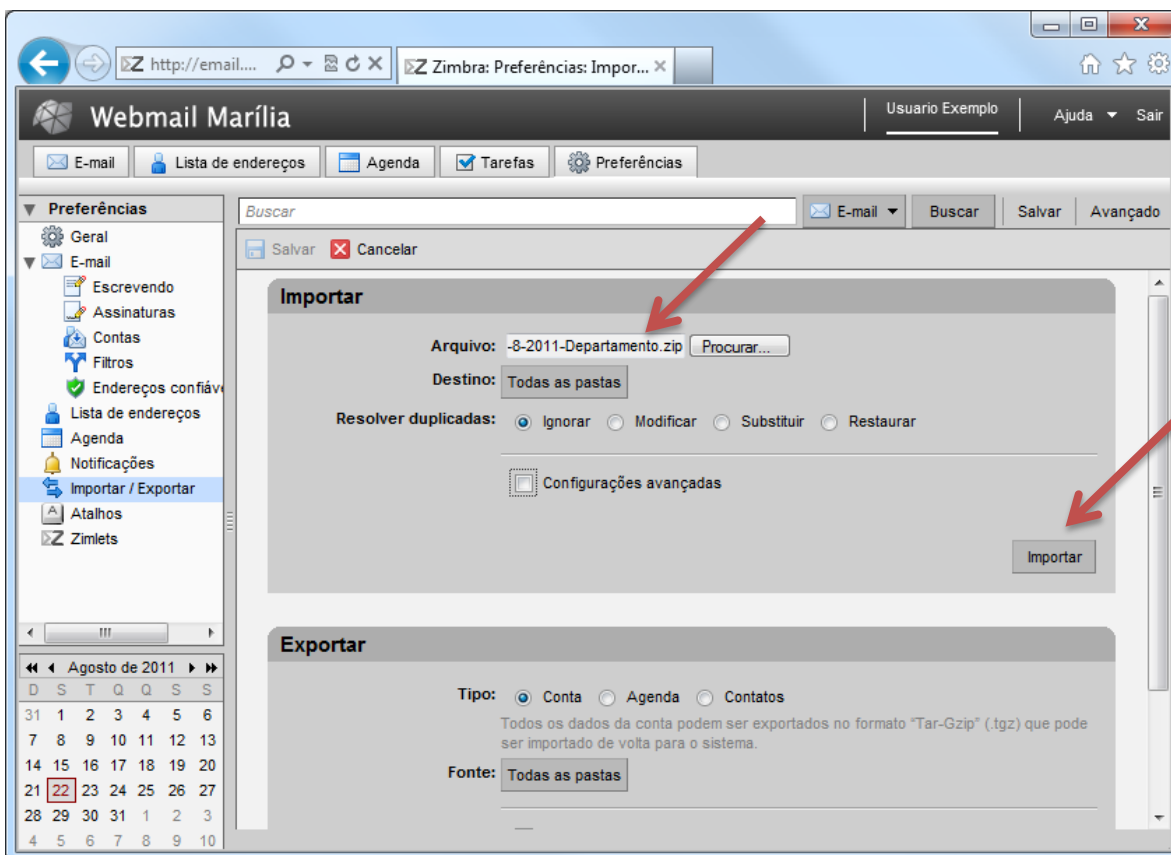 http://email....
Zimbra: Preferências: Impor...
Webmail Marília
Usuario Exemplo
Ajuda
Sair
E-mail
Lista de endereços
Agenda
Tarefas
Preferências
Preferências
Geral
E-mail
Escrevendo
Assinaturas
Contas
Filtros
Endereços confiáv
Lista de endereços
Agenda
Notificações
Importar / Exportar
Atalhos
Zimlets
Buscar
E-mail
Buscar
Salvar
Avançado
Salvar
Cancelar
Importar
Arquivo: -8-2011-Departamento.zip Procurar...
Destino: Todas as pastas
Resolver duplicadas: Ignorar Modificar Substituir Restaurar
Configurações avançadas
Importar
Exportar
Tipo: Conta Agenda Contatos
Todos os dados da conta podem ser exportados no formato “Tar-Gzip” (.tgz) que pode
ser importado de volta para o sistema.
Fonte: Todas as pastas
Agosto de 2011
D S T Q Q S S
31 1 2 3 4 5 6
7 8 9 10 11 12 13
14 15 16 17 18 19 20
21 22 23 24 25 26 27
28 29 30 31 1 2 3
4 5 6 7 8 9 10